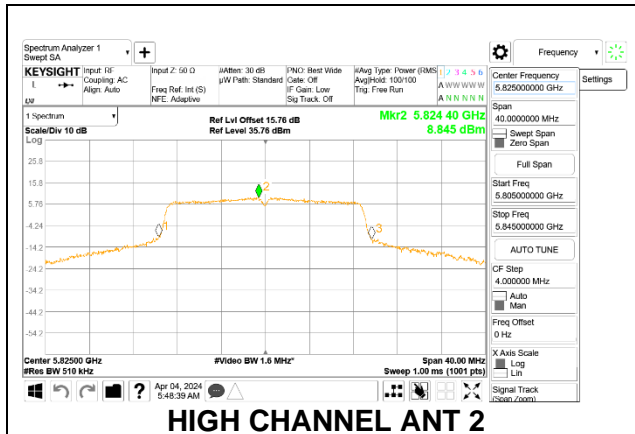 Spectrum Analyzer 1
Swept SA
Frequency
KEYSIGHT
Input: RF
Coupling: AC
Align: Auto
Input Z: 50 Ω
Freq Ref: Int (S)
NFE: Adaptive
#Atten: 30 dB
µW Path: Standard
PNO: Best Wide
Gate: Off
IF Gain: Low
Sig Track: Off
#Avg Type: Power (RMS
Avg|Hold: 100/100
Trig: Free Run
1 2 3 4 5 6
A W W W W W
A N N N N N
Center Frequency
5.825000000 GHz
Settings
Span
40.0000000 MHz
Swept Span
Zero Span
Full Span
Start Freq
5.805000000 GHz
Stop Freq
5.845000000 GHz
AUTO TUNE
CF Step
4.000000 MHz
Auto
Man
Freq Offset
0 Hz
X Axis Scale
Log
Lin
Signal Track
(Span Zoom)
1 Spectrum
Scale/Div 10 dB
Log
Ref Lvl Offset 15.76 dB
Ref Level 35.76 dBm
Mkr2 5.824 40 GHz
8.845 dBm
25.8
15.8
5.76
-4.24
-14.2
-24.2
-34.2
-44.2
-54.2
1
2
3
Center 5.82500 GHz
#Res BW 510 kHz
#Video BW 1.6 MHz*
Span 40.00 MHz
Sweep 1.00 ms (1001 pts)
Apr 04, 2024
5:48:39 AM
HIGH CHANNEL ANT 2